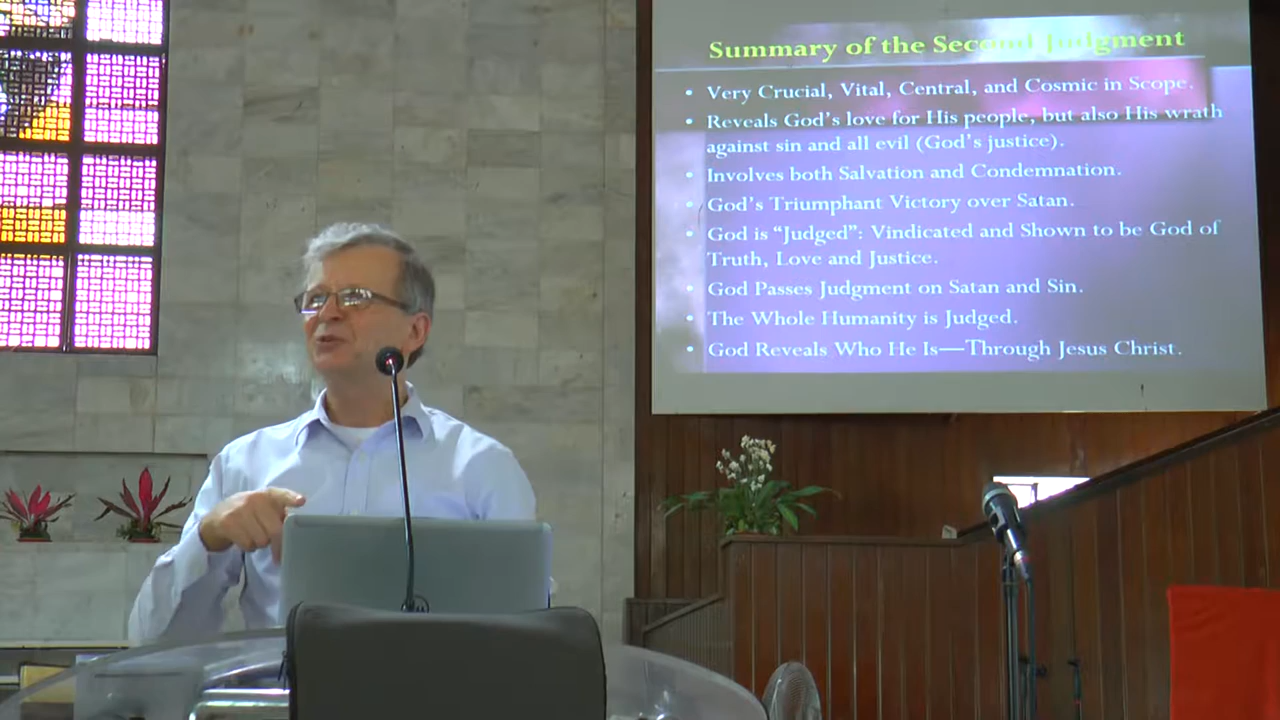 Summary of the Second Judgment
• Very Crucial, Vital, Central, and Cosmic in Scope.
• Reveals God's love for His people, but also His wrath
against sin and all evil (God's justice).
• Involves both Salvation and Condemnation.
• God's Triumphant Victory over Satan.
• God is “Judged”: Vindicated and Shown to be God of
Truth, Love and Justice.
• God Passes Judgment on Satan and Sin.
• The Whole Humanity is Judged.
• God Reveals Who He Is—Through Jesus Christ.